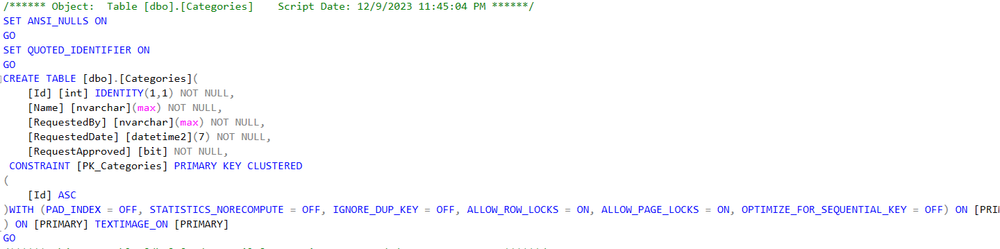 /****** Object:  Table [dbo].[Categories]    Script Date: 12/9/2023 11:45:04 PM ******/
SET ANSI_NULLS ON
GO
SET QUOTED_IDENTIFIER ON
GO
CREATE TABLE [dbo].[Categories](
    [Id] [int] IDENTITY(1,1) NOT NULL,
    [Name] [nvarchar](max) NOT NULL,
    [RequestedBy] [nvarchar](max) NOT NULL,
    [RequestedDate] [datetime2](7) NOT NULL,
    [RequestApproved] [bit] NOT NULL,
 CONSTRAINT [PK_Categories] PRIMARY KEY CLUSTERED
(
    [Id] ASC
)WITH (PAD_INDEX = OFF, STATISTICS_NORECOMPUTE = OFF, IGNORE_DUP_KEY = OFF, ALLOW_ROW_LOCKS = ON, ALLOW_PAGE_LOCKS = ON, OPTIMIZE_FOR_SEQUENTIAL_KEY = OFF) ON [PRI
) ON [PRIMARY] TEXTIMAGE_ON [PRIMARY]
GO